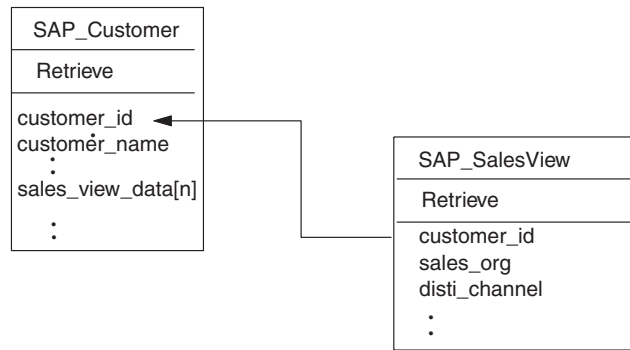 SAP_Customer
Retrieve
customer_id
customer_name
sales_view_data[n]
SAP_SalesView
Retrieve
customer_id
sales_org
disti_channel